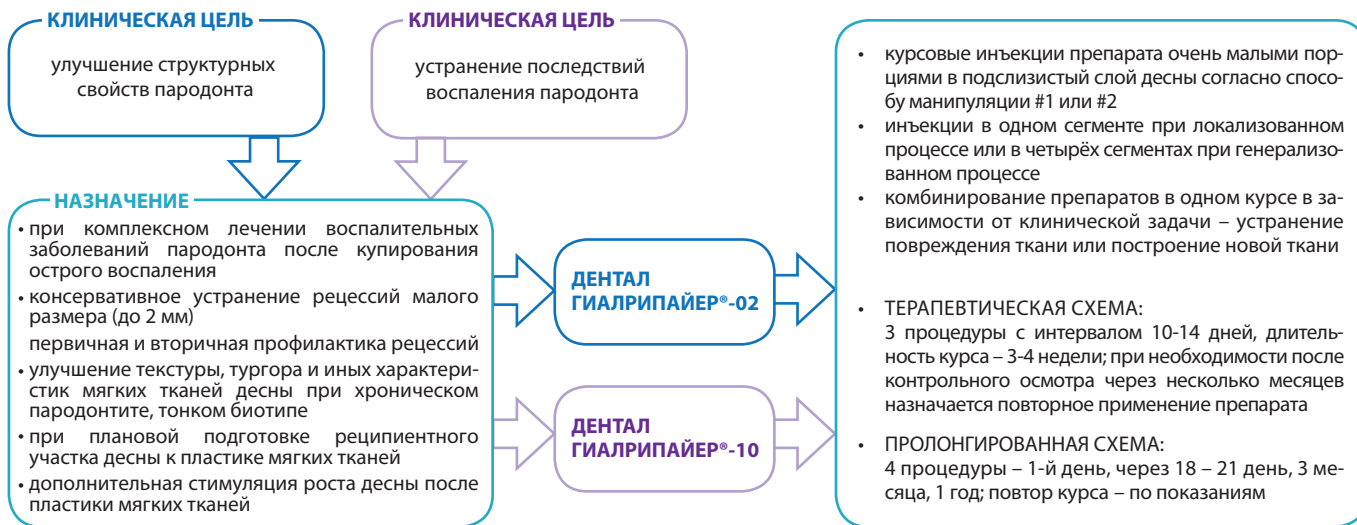 КЛИНИЧЕСКАЯ ЦЕЛЬ
улучшение структурных
свойств пародонта
КЛИНИЧЕСКАЯ ЦЕЛЬ
устранение последствий
воспаления пародонта
НАЗНАЧЕНИЕ
• при комплексном лечении воспалительных
заболеваний пародонта после купирования
острого воспаления
• консервативное устранение рецессий малого
размера (до 2 мм)
первичная и вторичная профилактика рецессий
• улучшение текстуры, тургора и иных характери-
стик мягких тканей десны при хроническом
пародонтите, тонком биотипе
• при плановой подготовке реципиентного
участка десны к пластике мягких тканей
• дополнительная стимуляция роста десны после
пластики мягких тканей
ДЕНТАЛ
ГИАЛРИПАЙЕР®-02
ДЕНТАЛ
ГИАЛРИПАЙЕР®-10
• курсовые инъекции препарата очень малыми пор-
циями в подслизистый слой десны согласно спосо-
бу манипуляции #1 или #2
• инъекции в одном сегменте при локализованном
процессе или в четырёх сегментах при генерализо-
ванном процессе
• комбинирование препаратов в одном курсе в за-
висимости от клинической задачи – устранение
повреждения ткани или построение новой ткани
• ТЕРАПЕВТИЧЕСКАЯ СХЕМА:
3 процедуры с интервалом 10-14 дней, длитель-
ность курса – 3-4 недели; при необходимости после
контрольного осмотра через несколько месяцев
назначается повторное применение препарата
• ПРОЛОНГИРОВАННАЯ СХЕМА:
4 процедуры – 1-й день, через 18 – 21 день, 3 ме-
сяца, 1 год; повтор курса – по показаниям